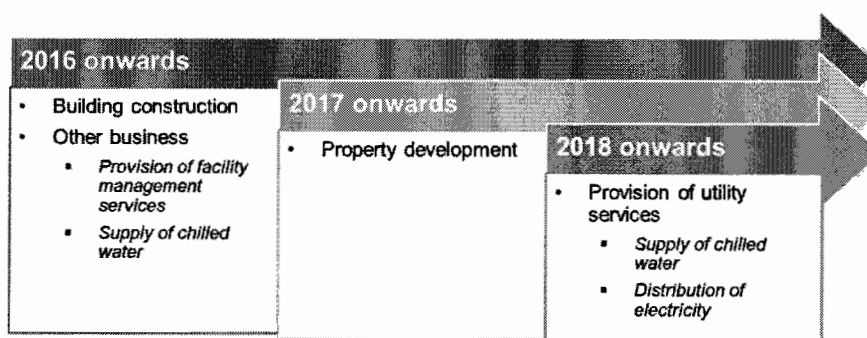 2016 onwards
• Building construction
• Other business
▪ Provision of facility
management
services
▪ Supply of chilled
water
2017 onwards
• Property development
2018 onwards
• Provision of utility
services
▪ Supply of chilled
water
▪ Distribution of
electricity